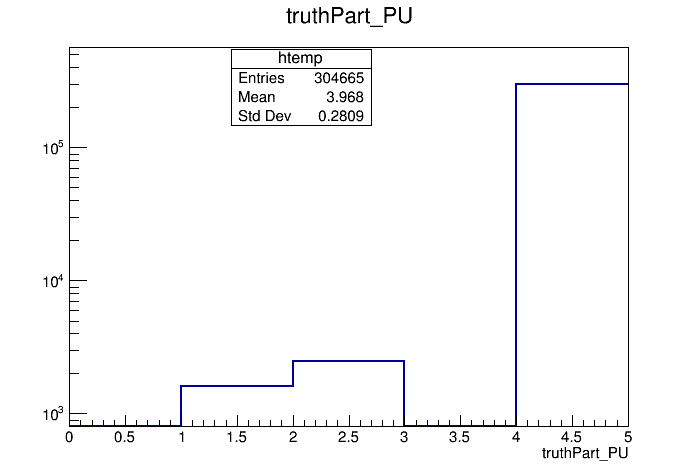 truthPart_PU
htemp
Entries 304665
Mean 3.968
Std Dev 0.2809
10^5
10^4
10^3
0 0.5 1 1.5 2 2.5 3 3.5 4 4.5 5
truthPart_PU